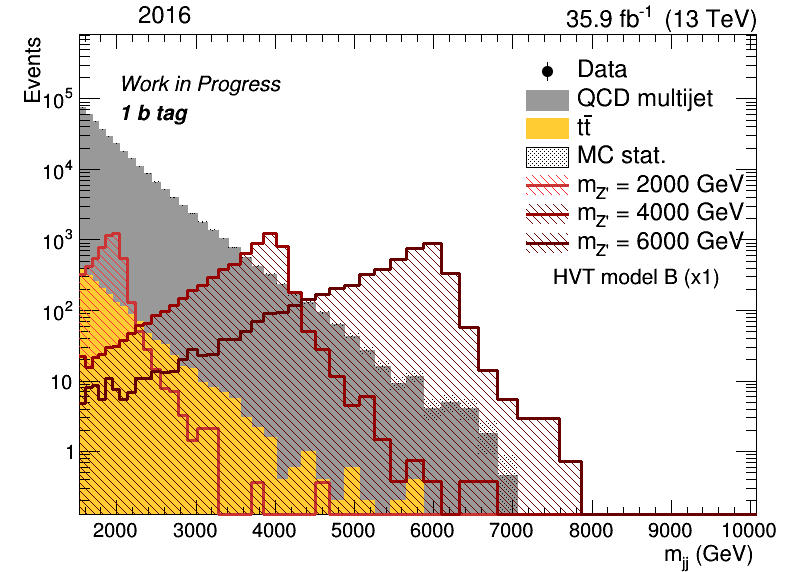 2016
35.9 fb⁻¹ (13 TeV)
Events
Work in Progress
1 b tag
Data
QCD multijet
tt̄
MC stat.
m_Z' = 2000 GeV
m_Z' = 4000 GeV
m_Z' = 6000 GeV
HVT model B (x1)
10⁵
10⁴
10³
10²
10
1
2000 3000 4000 5000 6000 7000 8000 9000 10000
m_jj (GeV)